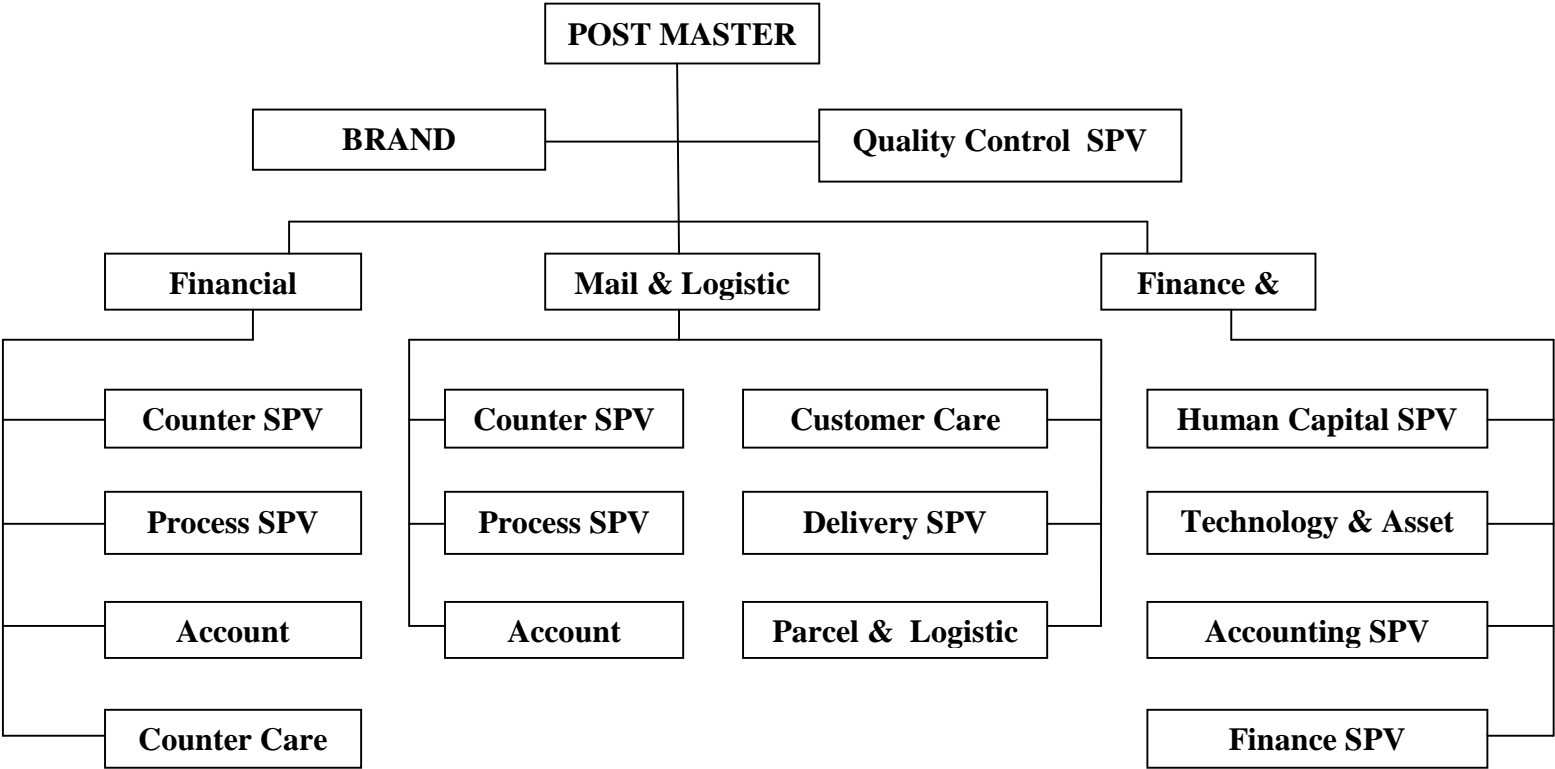 POST MASTER
BRAND
Quality Control SPV
Financial
Mail & Logistic
Finance &
Counter SPV
Counter SPV
Customer Care
Human Capital SPV
Process SPV
Process SPV
Delivery SPV
Technology & Asset
Account
Account
Parcel & Logistic
Accounting SPV
Counter Care
Finance SPV